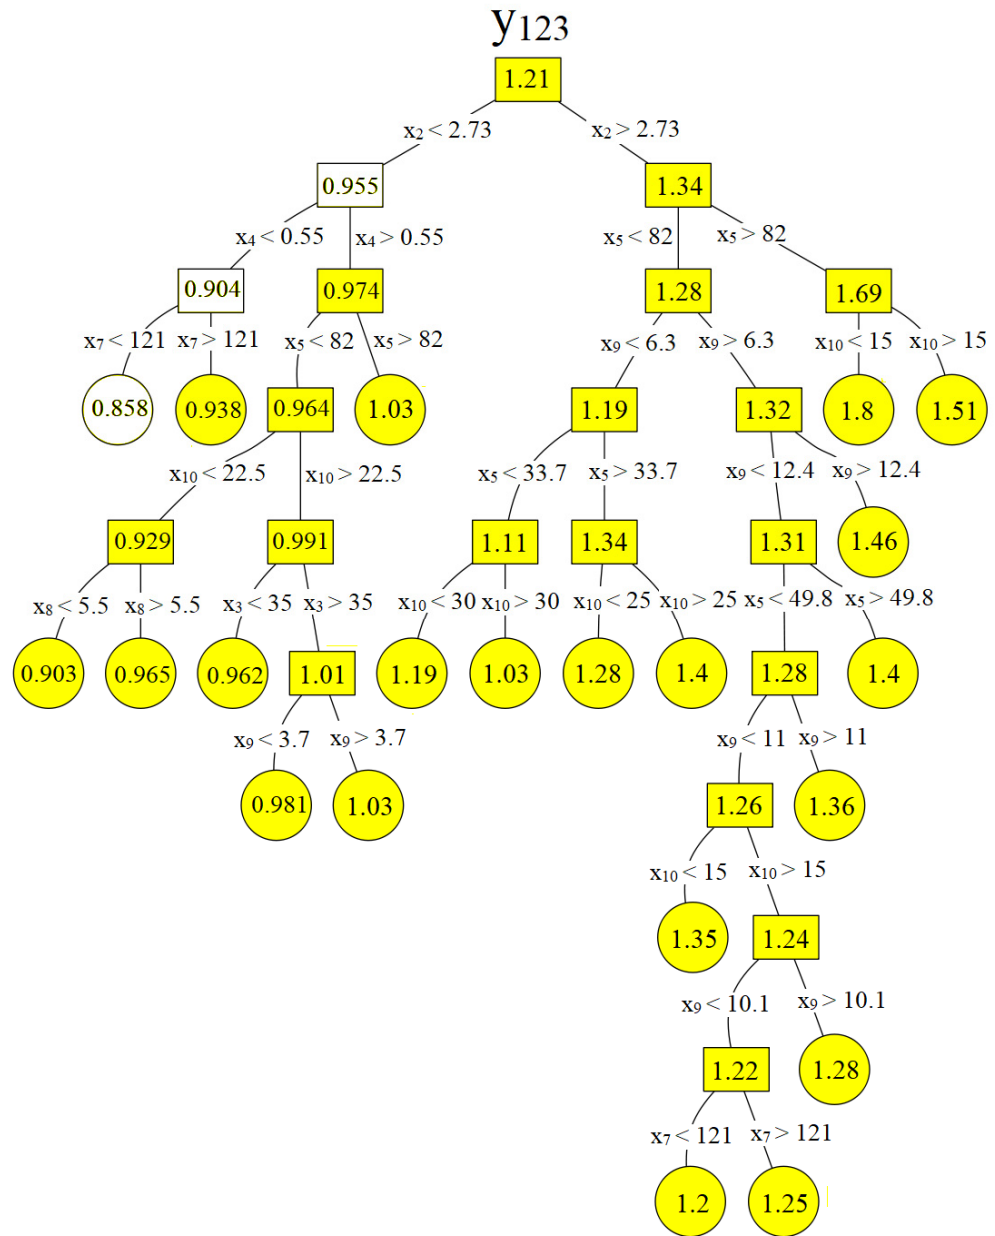 y₁₂₃
1.21
x₂ < 2.73 x₂ > 2.73
0.955 1.34
x₄ < 0.55 x₄ > 0.55 x₅ < 82 x₅ > 82
0.904 0.974 1.28 1.69
x₇ < 121 x₇ > 121 x₅ < 82 x₅ > 82 x₉ < 6.3 x₉ > 6.3 x₁₀ < 15 x₁₀ > 15
0.858 0.938 0.964 1.03 1.19 1.32 1.8 1.51
x₁₀ < 22.5 x₁₀ > 22.5 x₅ < 33.7 x₅ > 33.7 x₉ < 12.4 x₉ > 12.4
0.929 0.991 1.11 1.34 1.31 1.46
x₈ < 5.5 x₈ > 5.5 x₃ < 35 x₃ > 35 x₁₀ < 30 x₁₀ > 30 x₁₀ < 25 x₁₀ > 25 x₅ < 49.8 x₅ > 49.8
0.903 0.965 0.962 1.01 1.19 1.03 1.28 1.4 1.28 1.4
x₉ < 3.7 x₉ > 3.7 x₉ < 11 x₉ > 11
0.981 1.03 1.26 1.36
x₁₀ < 15 x₁₀ > 15
1.35 1.24
x₉ < 10.1 x₉ > 10.1
1.22 1.28
x₇ < 121 x₇ > 121
1.2 1.25